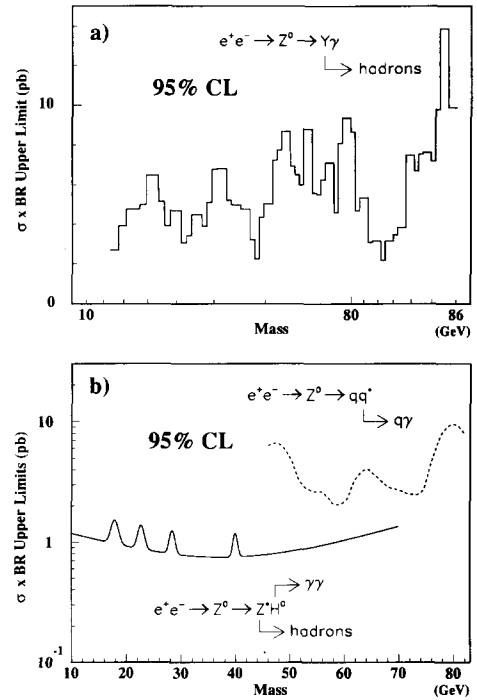 a)
e⁺e⁻ → Z⁰ → Yγ
hadrons
95% CL
σ x BR Upper Limit (pb)
10
0
10
80
86
Mass
(GeV)
b)
e⁺e⁻ → Z⁰ → qq*
qγ
95% CL
σ x BR Upper Limits (pb)
10
1
10⁻¹
γγ
e⁺e⁻ → Z⁰ → Z*H⁰
hadrons
10 20 30 40 50 60 70 80
Mass
(GeV)